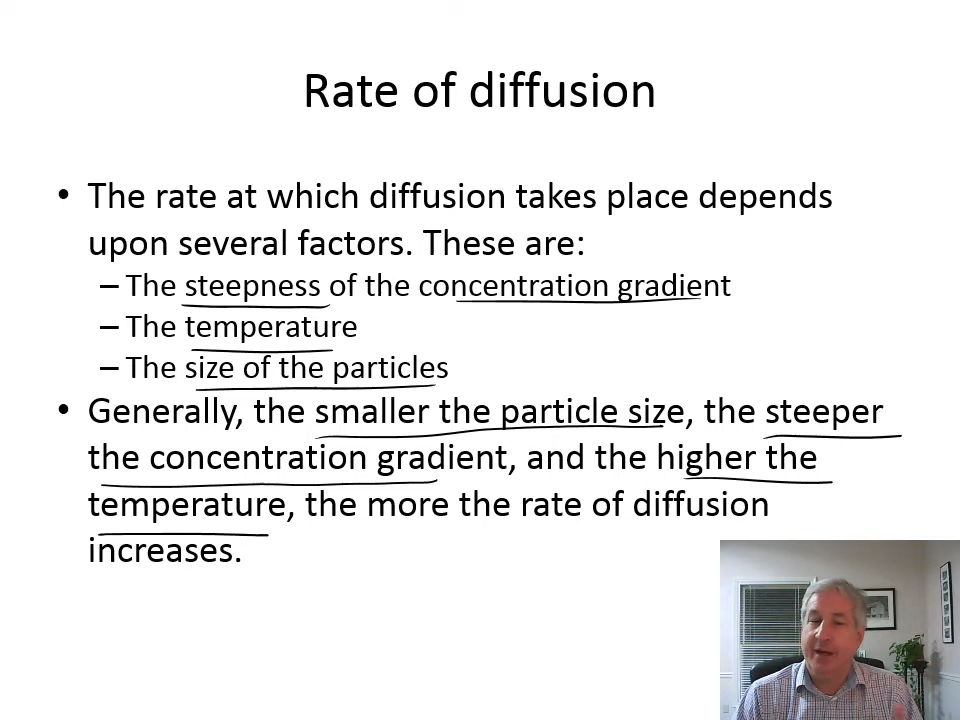 Rate of diffusion
• The rate at which diffusion takes place depends
upon several factors. These are:
– The steepness of the concentration gradient
– The temperature
– The size of the particles
• Generally, the smaller the particle size, the steeper
the concentration gradient, and the higher the
temperature, the more the rate of diffusion
increases.